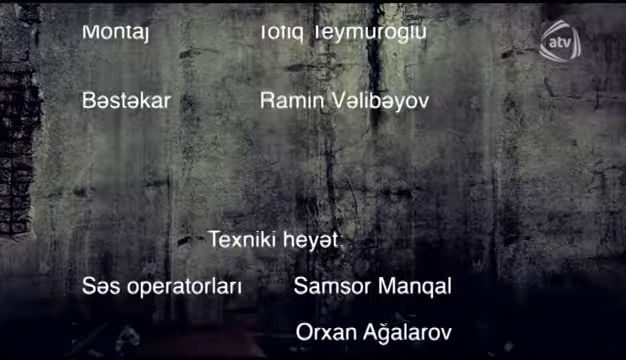 Montaj Tofiq Teymuroğlu
atv
Bəstəkar Ramin Vəlibəyov
Texniki heyət:
Səs operatorları Samsor Manqal
Orxan Ağalarov